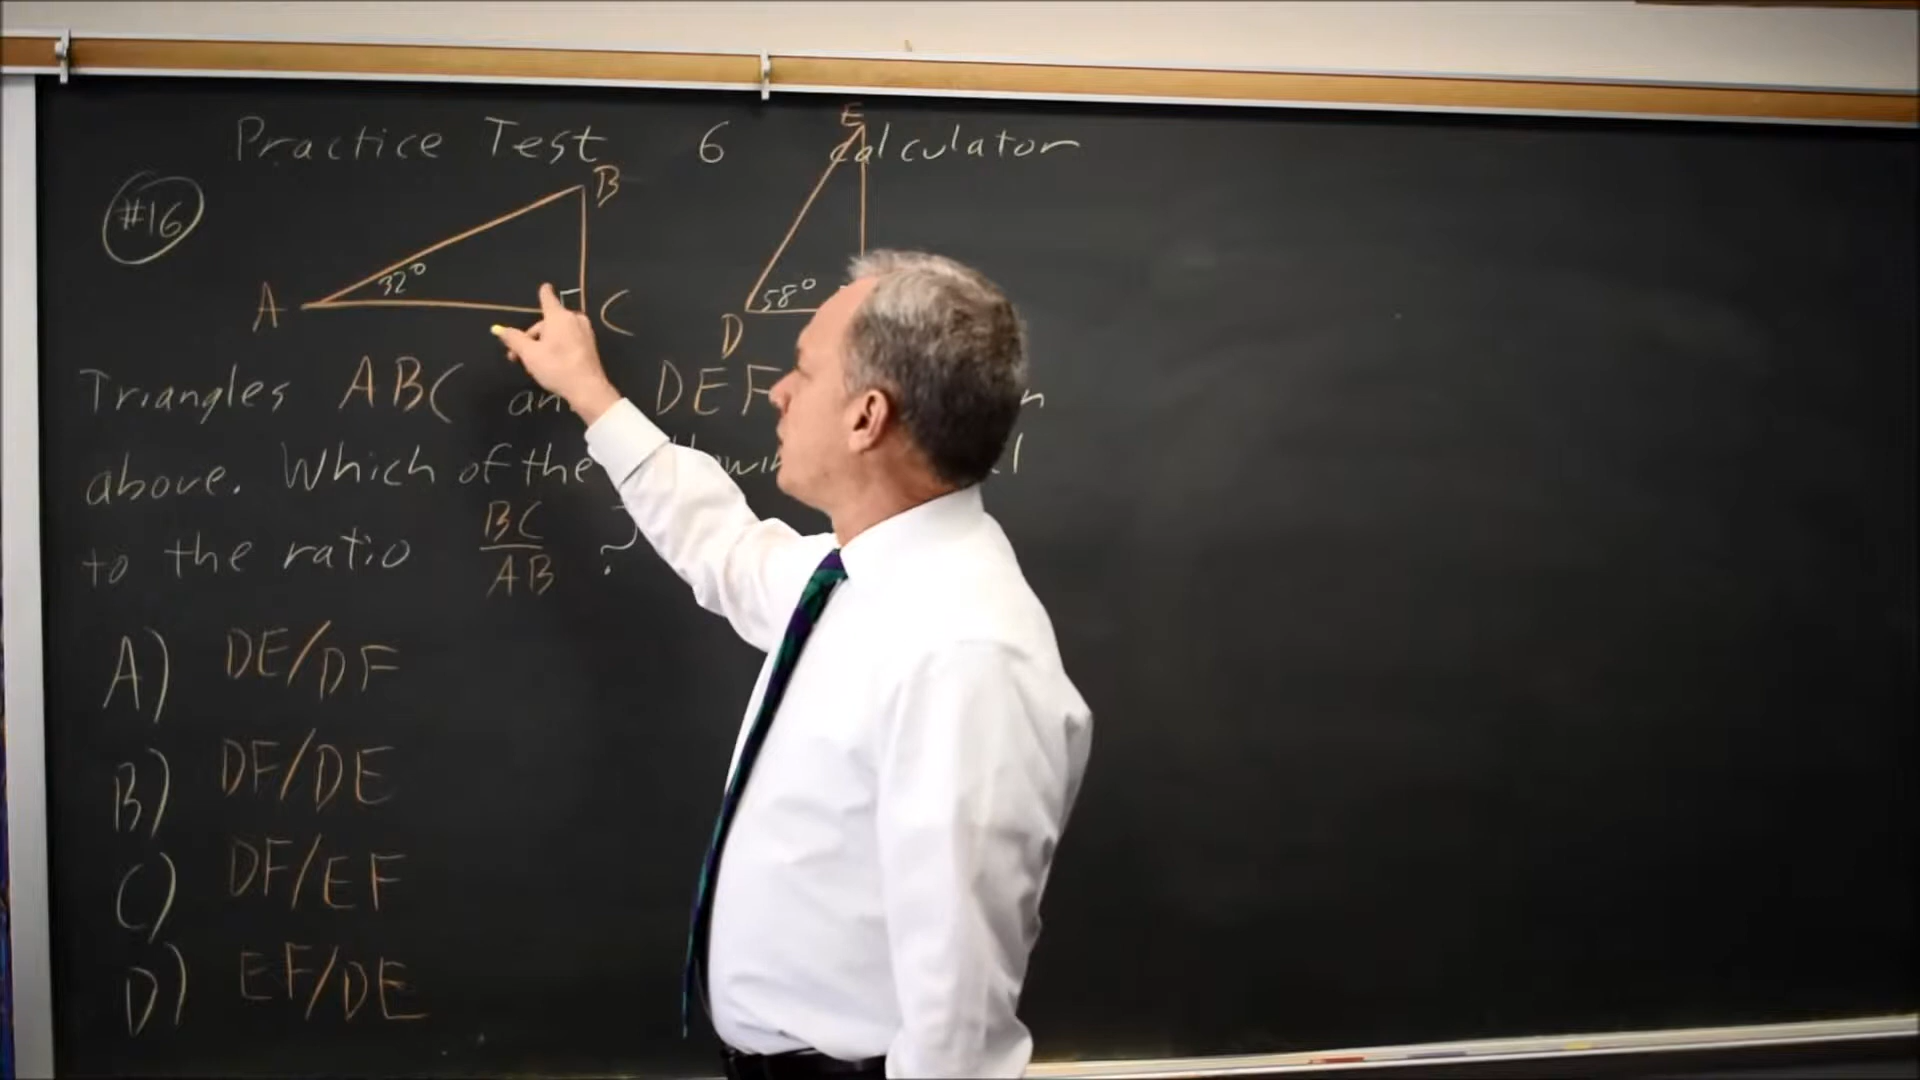 Practice Test 6 Calculator
#16
E
B
32°
A
C
58°
D
Triangles ABC DEF
above. Which of the
to the ratio BC/AB ?
A) DE/DF
B) DF/DE
C) DF/EF
D) EF/DE